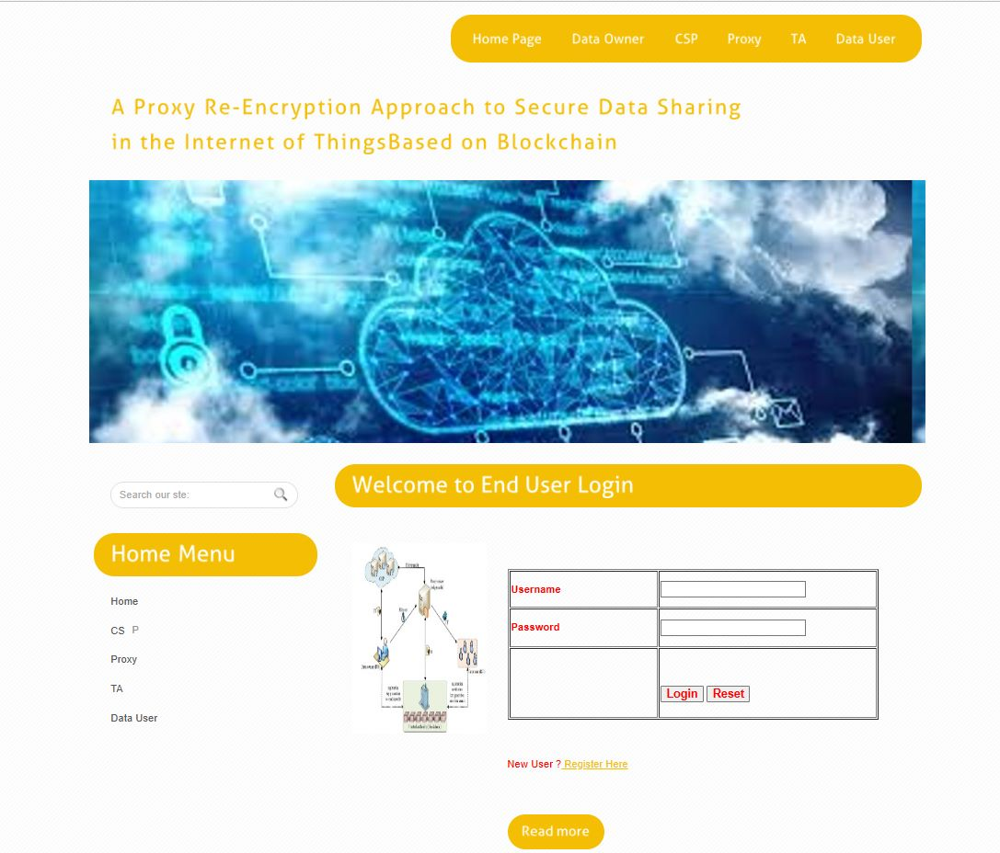 Home Page Data Owner CSP Proxy TA Data User
A Proxy Re-Encryption Approach to Secure Data Sharing
in the Internet of ThingsBased on Blockchain
Search our ste:
Welcome to End User Login
Home Menu
Home
CS P
Proxy
TA
Data User
Username
Password
Login Reset
New User ? Register Here
Read more